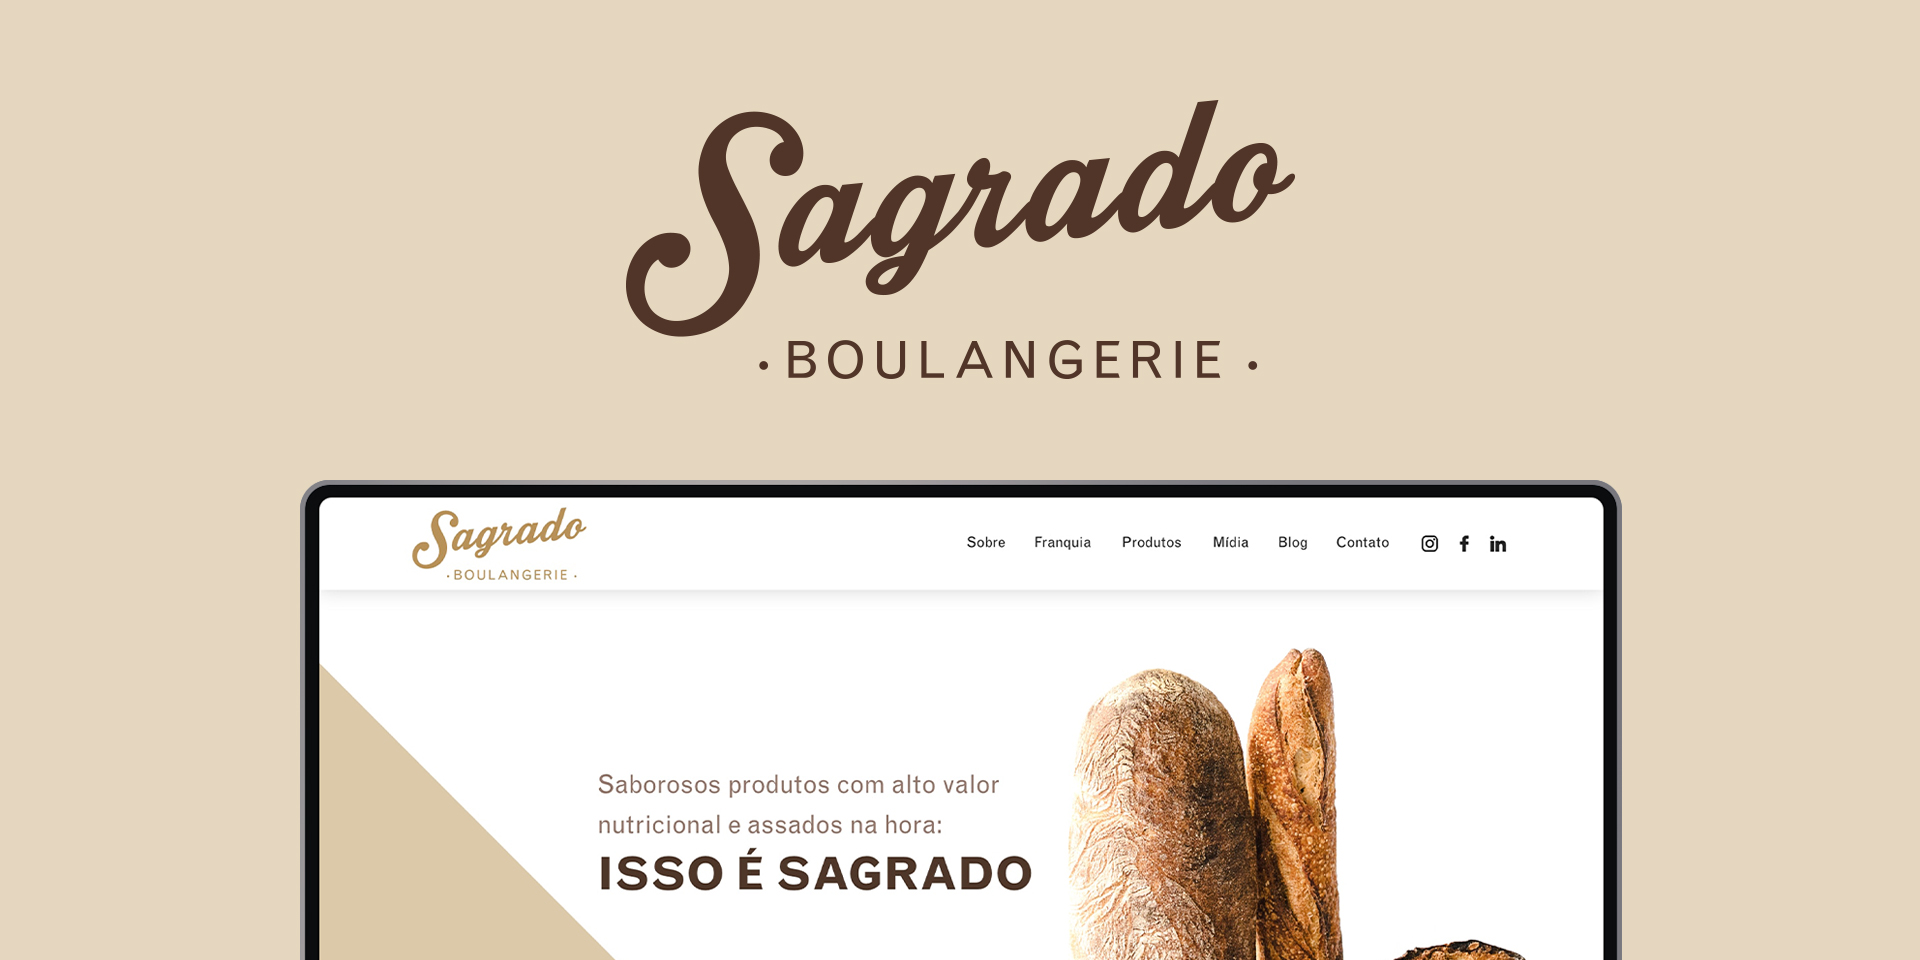 Sagrado
· BOULANGERIE ·
Sagrado
· BOULANGERIE ·
Sobre Franquia Produtos Mídia Blog Contato
Saborosos produtos com alto valor
nutricional e assados na hora:
ISSO É SAGRADO